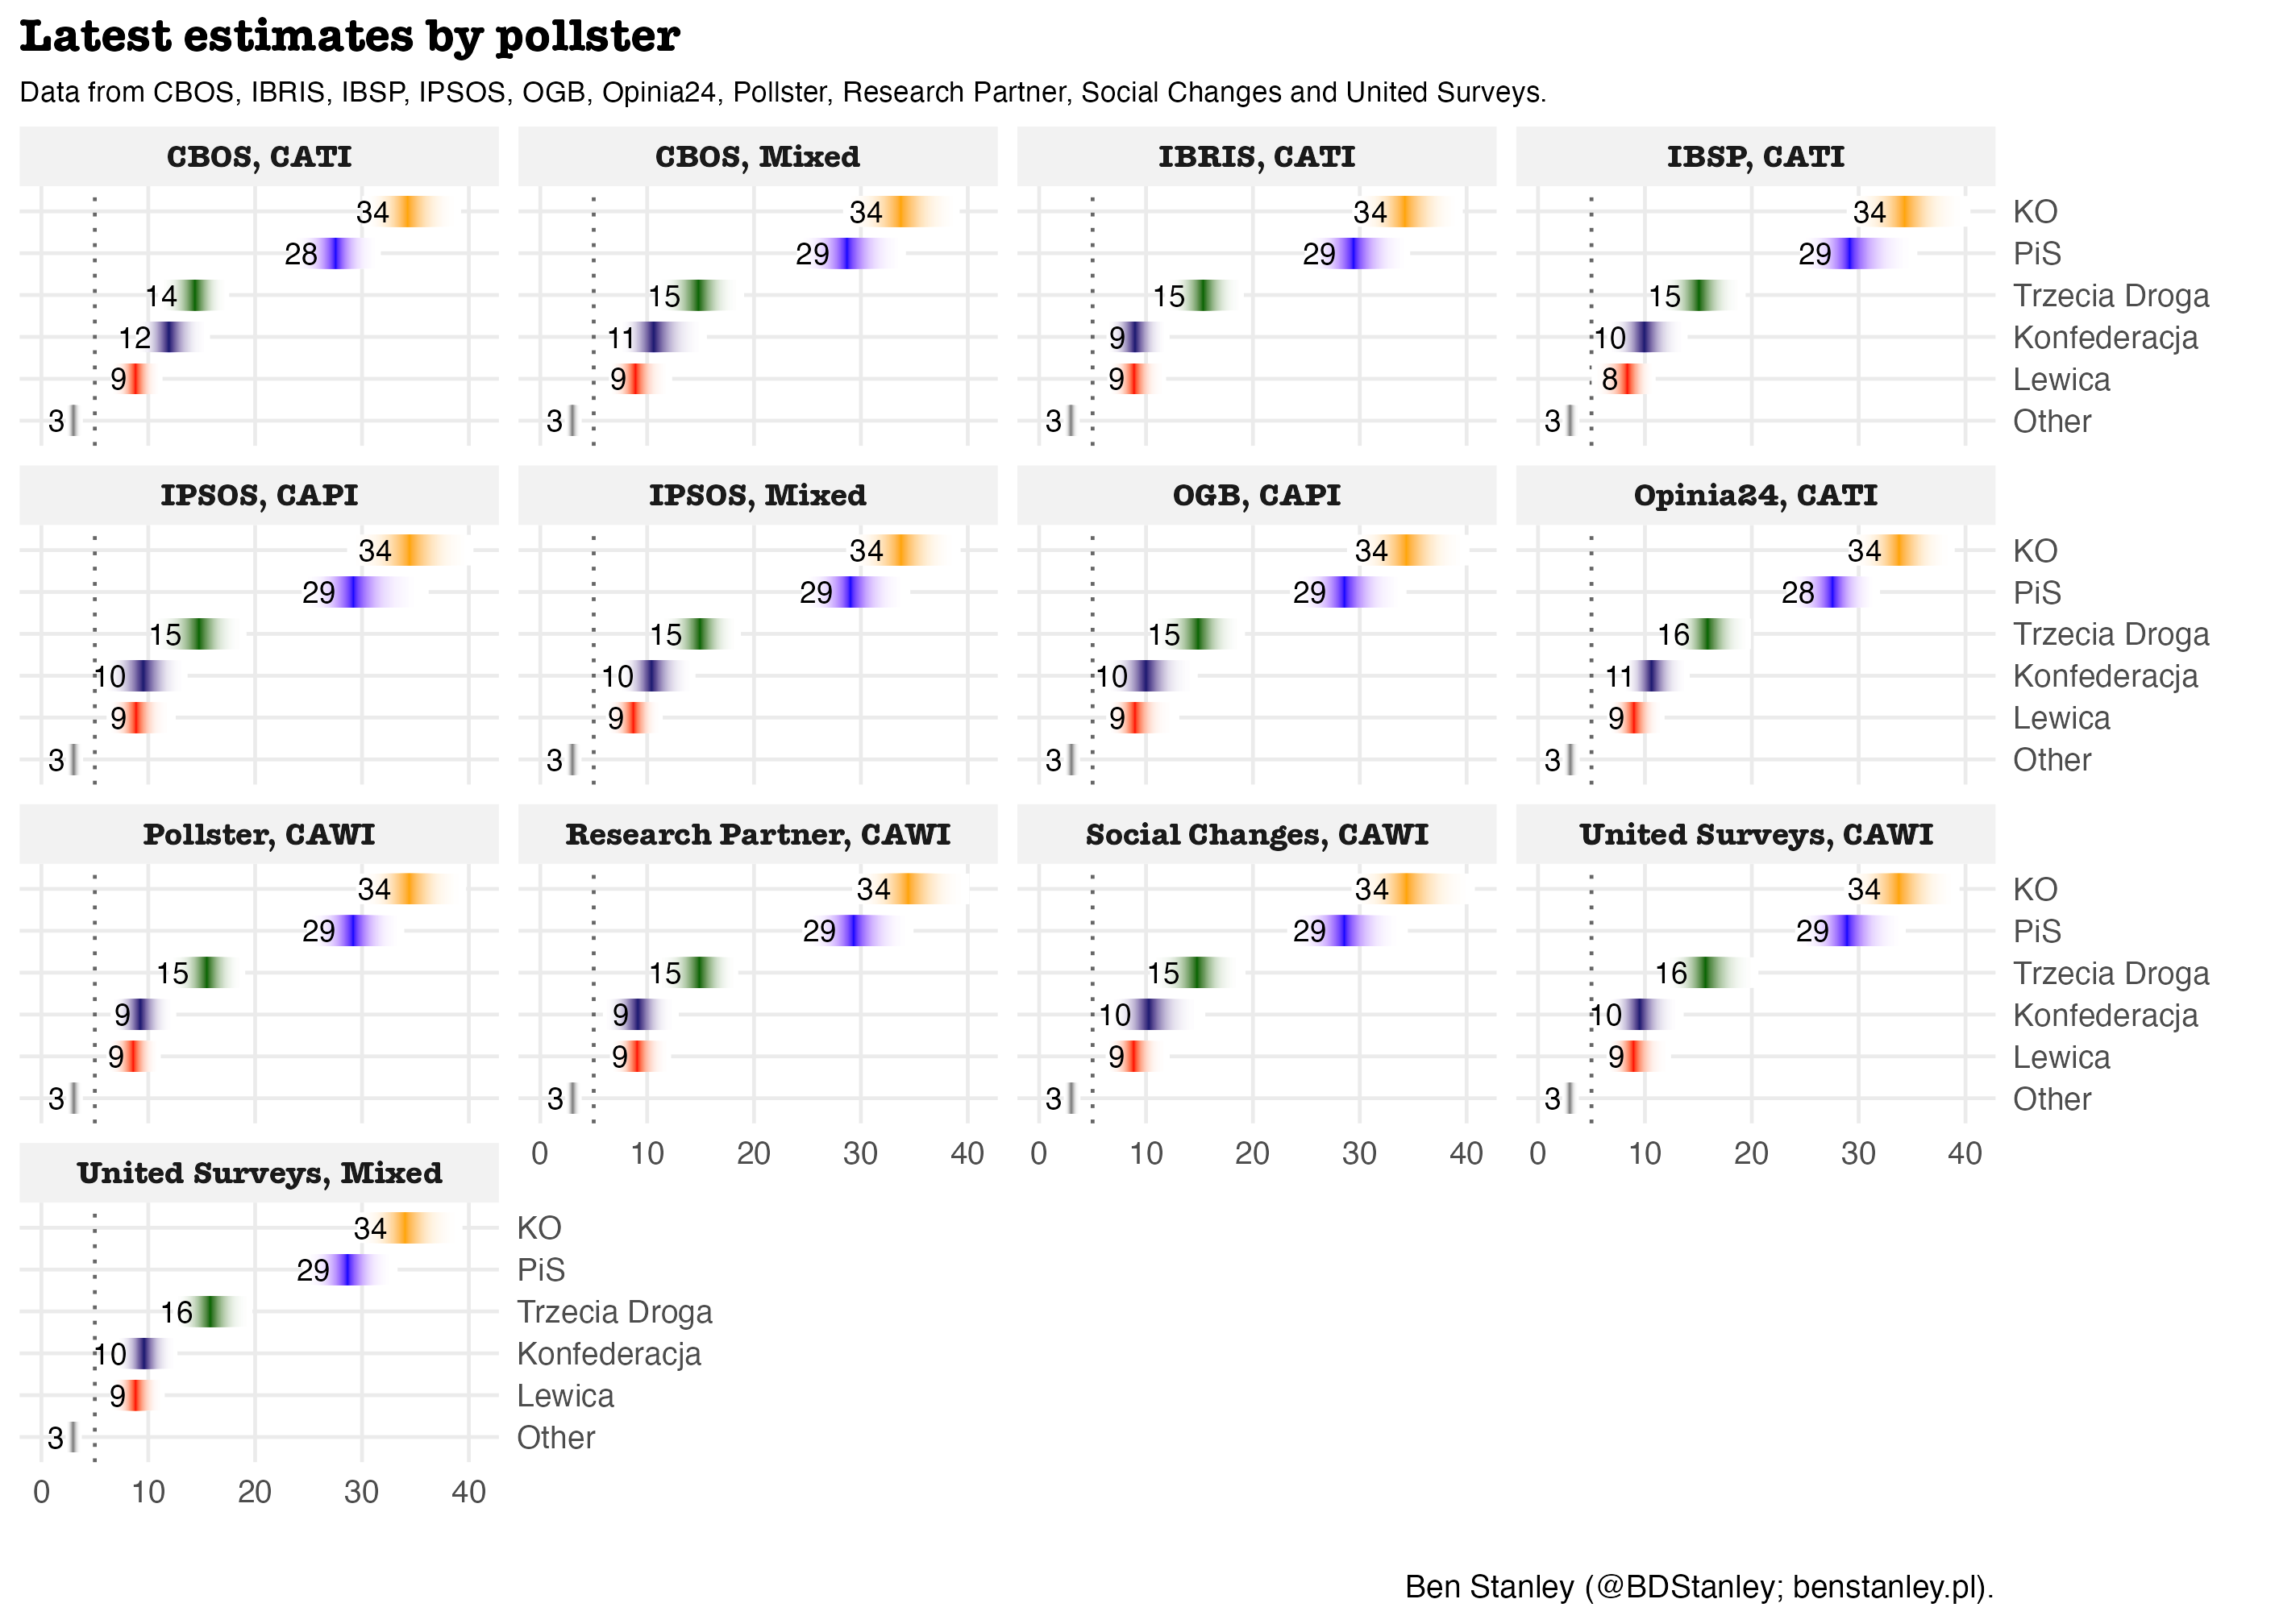 Latest estimates by pollster
Data from CBOS, IBRIS, IBSP, IPSOS, OGB, Opinia24, Pollster, Research Partner, Social Changes and United Surveys.
CBOS, CATI CBOS, Mixed IBRIS, CATI IBSP, CATI
34 34 34 34 KO
28 29 29 29 PiS
14 15 15 15 Trzecia Droga
12 11 9 10 Konfederacja
9 9 9 8 Lewica
3 3 3 3 Other
IPSOS, CAPI IPSOS, Mixed OGB, CAPI Opinia24, CATI
34 34 34 34 KO
29 29 29 28 PiS
15 15 15 16 Trzecia Droga
10 10 10 11 Konfederacja
9 9 9 9 Lewica
3 3 3 3 Other
Pollster, CAWI Research Partner, CAWI Social Changes, CAWI United Surveys, CAWI
34 34 34 34 KO
29 29 29 29 PiS
15 15 15 16 Trzecia Droga
9 9 10 10 Konfederacja
9 9 9 9 Lewica
3 3 3 3 Other
0 10 20 30 40 0 10 20 30 40 0 10 20 30 40
United Surveys, Mixed
34 KO
29 PiS
16 Trzecia Droga
10 Konfederacja
9 Lewica
3 Other
0 10 20 30 40
Ben Stanley (@BDStanley; benstanley.pl).